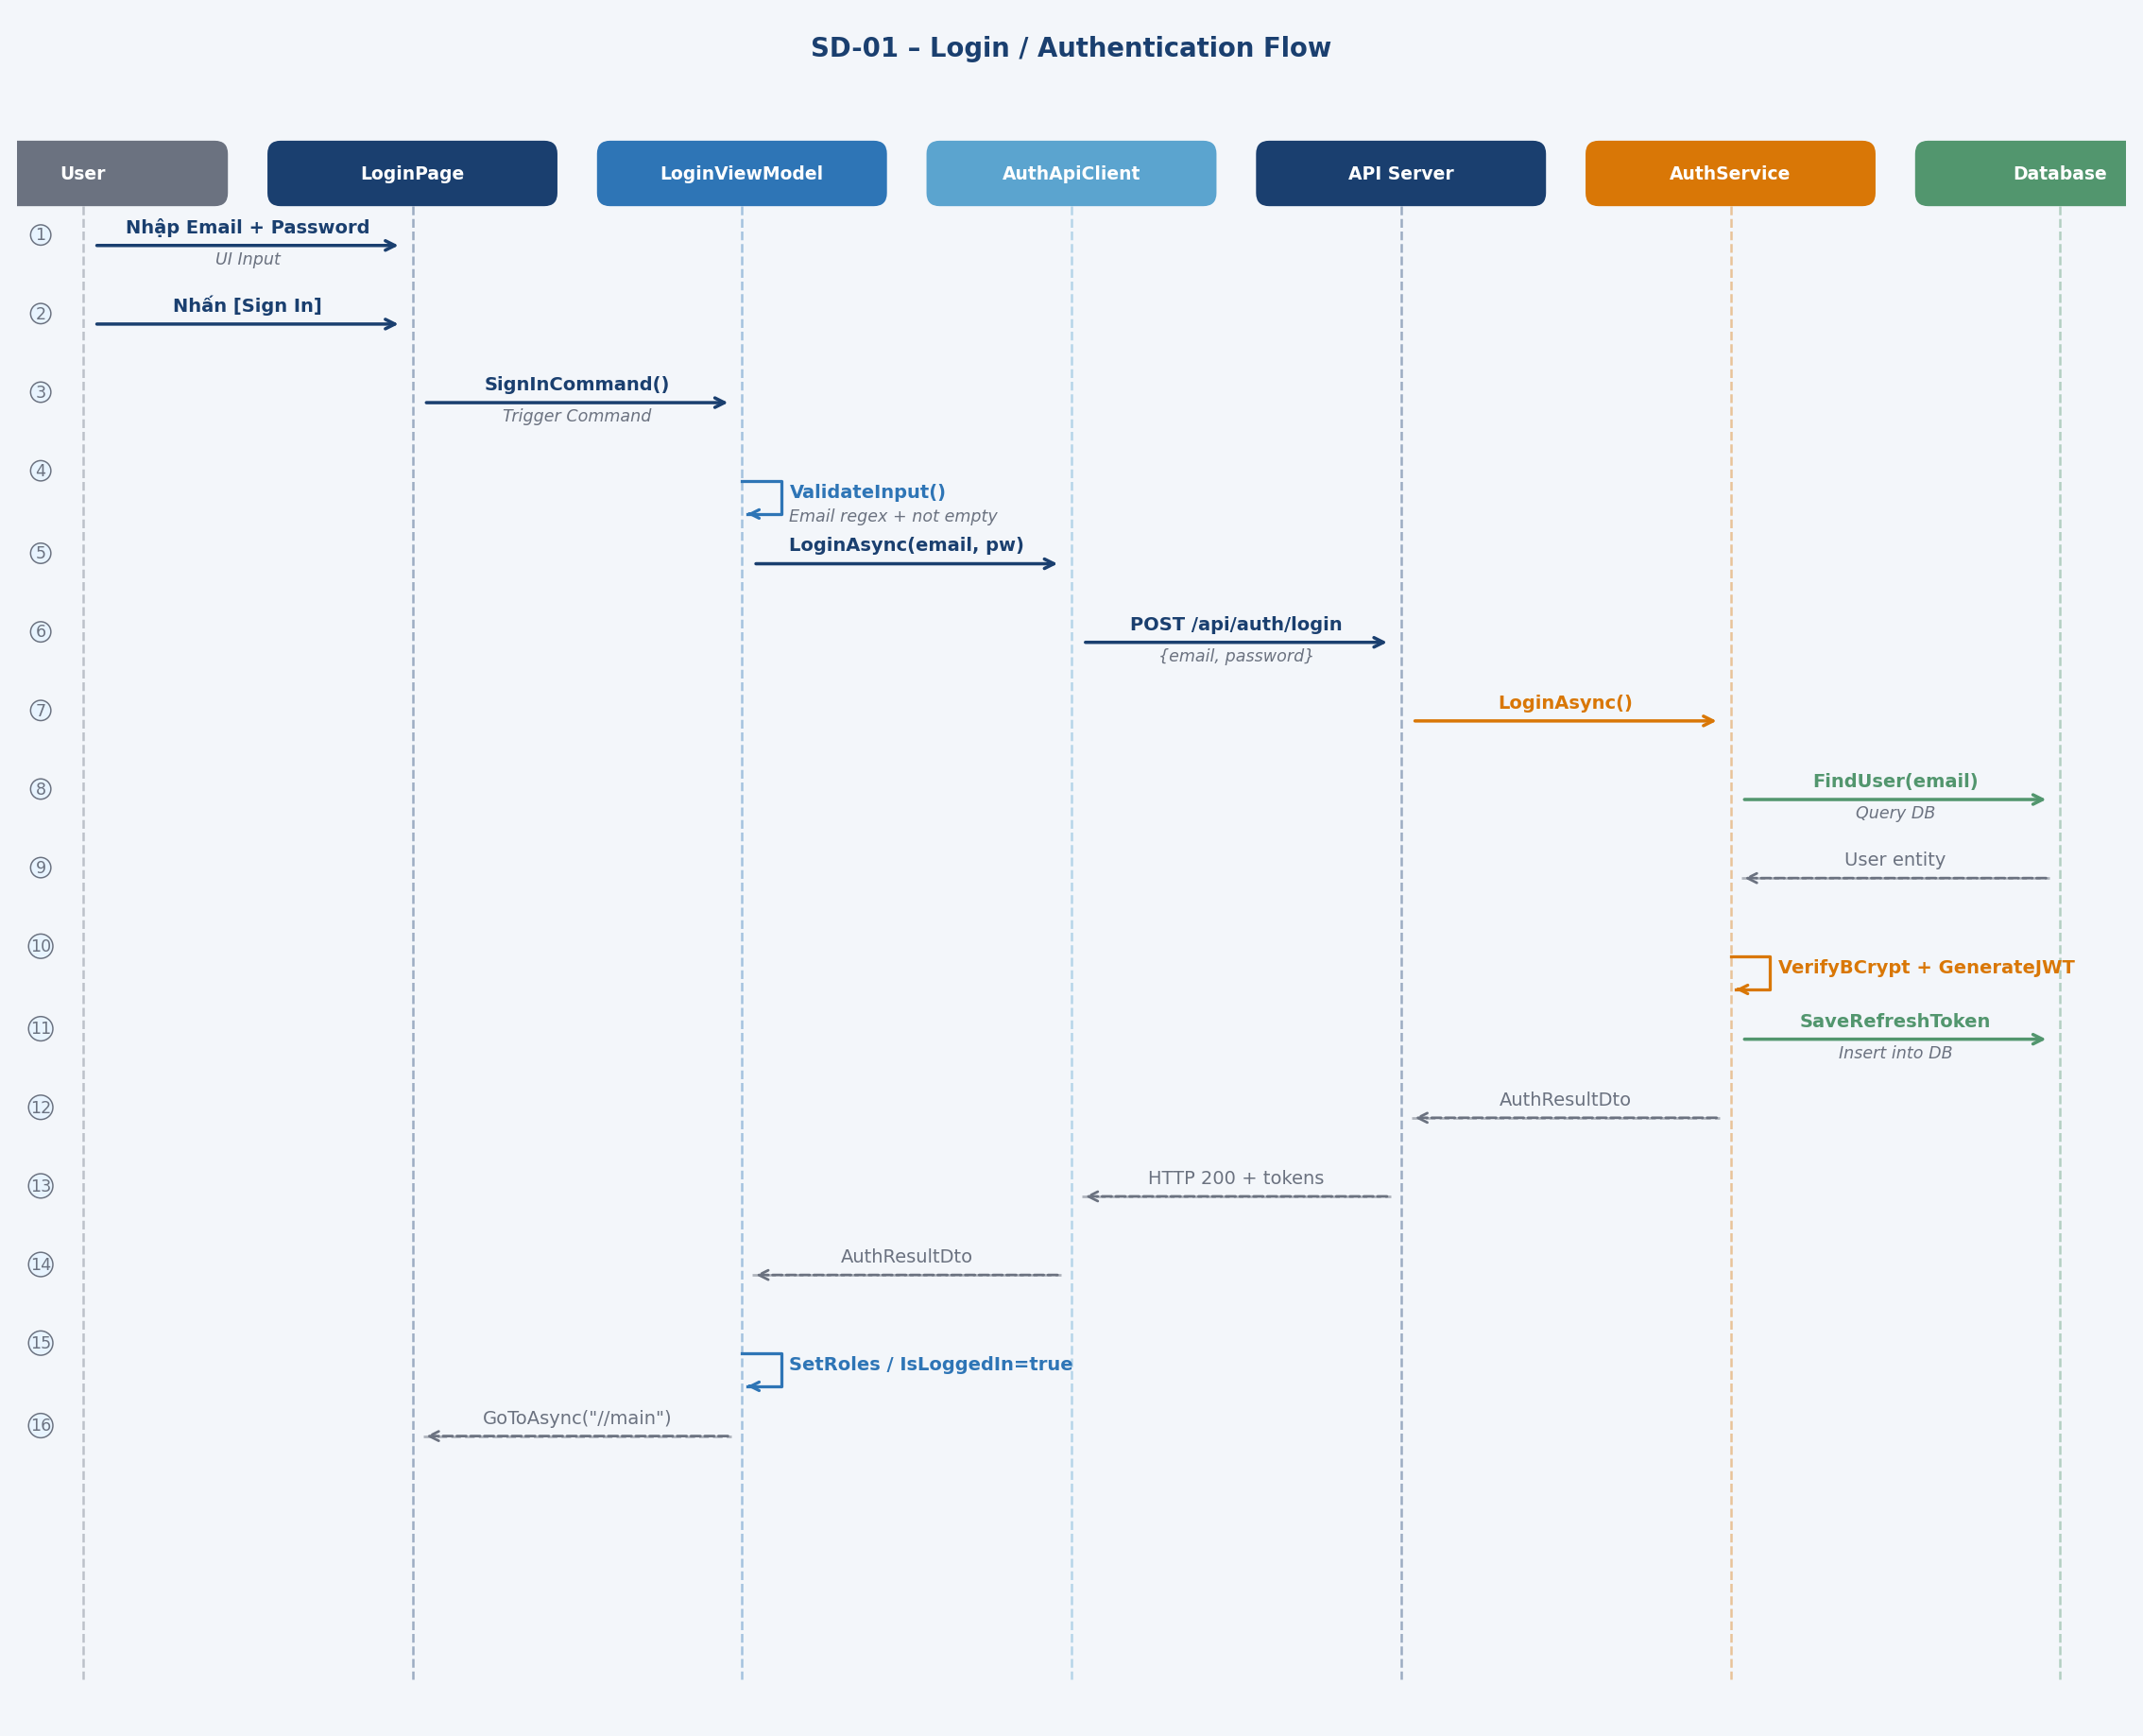 SD-01 – Login / Authentication Flow
User
LoginPage
LoginViewModel
AuthApiClient
API Server
AuthService
Database
1
Nhập Email + Password
UI Input
2
Nhấn [Sign In]
3
SignInCommand()
Trigger Command
4
ValidateInput()
Email regex + not empty
5
LoginAsync(email, pw)
6
POST /api/auth/login
{email, password}
7
LoginAsync()
8
FindUser(email)
Query DB
9
User entity
10
VerifyBCrypt + GenerateJWT
11
SaveRefreshToken
Insert into DB
12
AuthResultDto
13
HTTP 200 + tokens
14
AuthResultDto
15
SetRoles / IsLoggedIn=true
16
GoToAsync("//main")